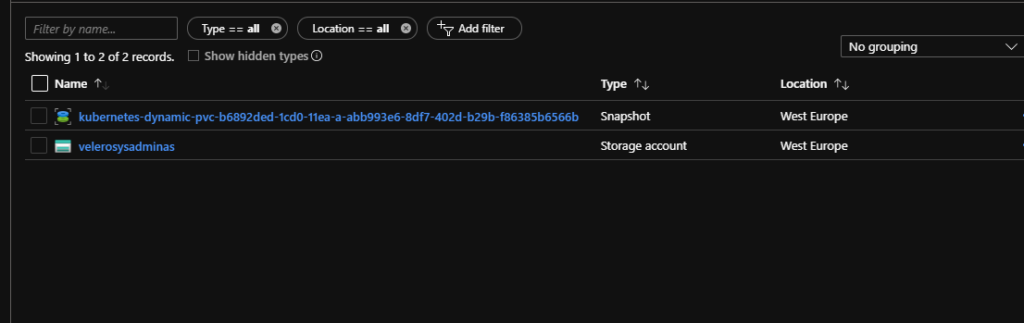 Filter by name...
Type == all
Location == all
Add filter
Showing 1 to 2 of 2 records.
Show hidden types
No grouping
Name Type Location
kubernetes-dynamic-pvc-b6892ded-1cd0-11ea-a-abb993e6-8df7-402d-b29b-f86385b6566b Snapshot West Europe
velerosysadminas Storage account West Europe